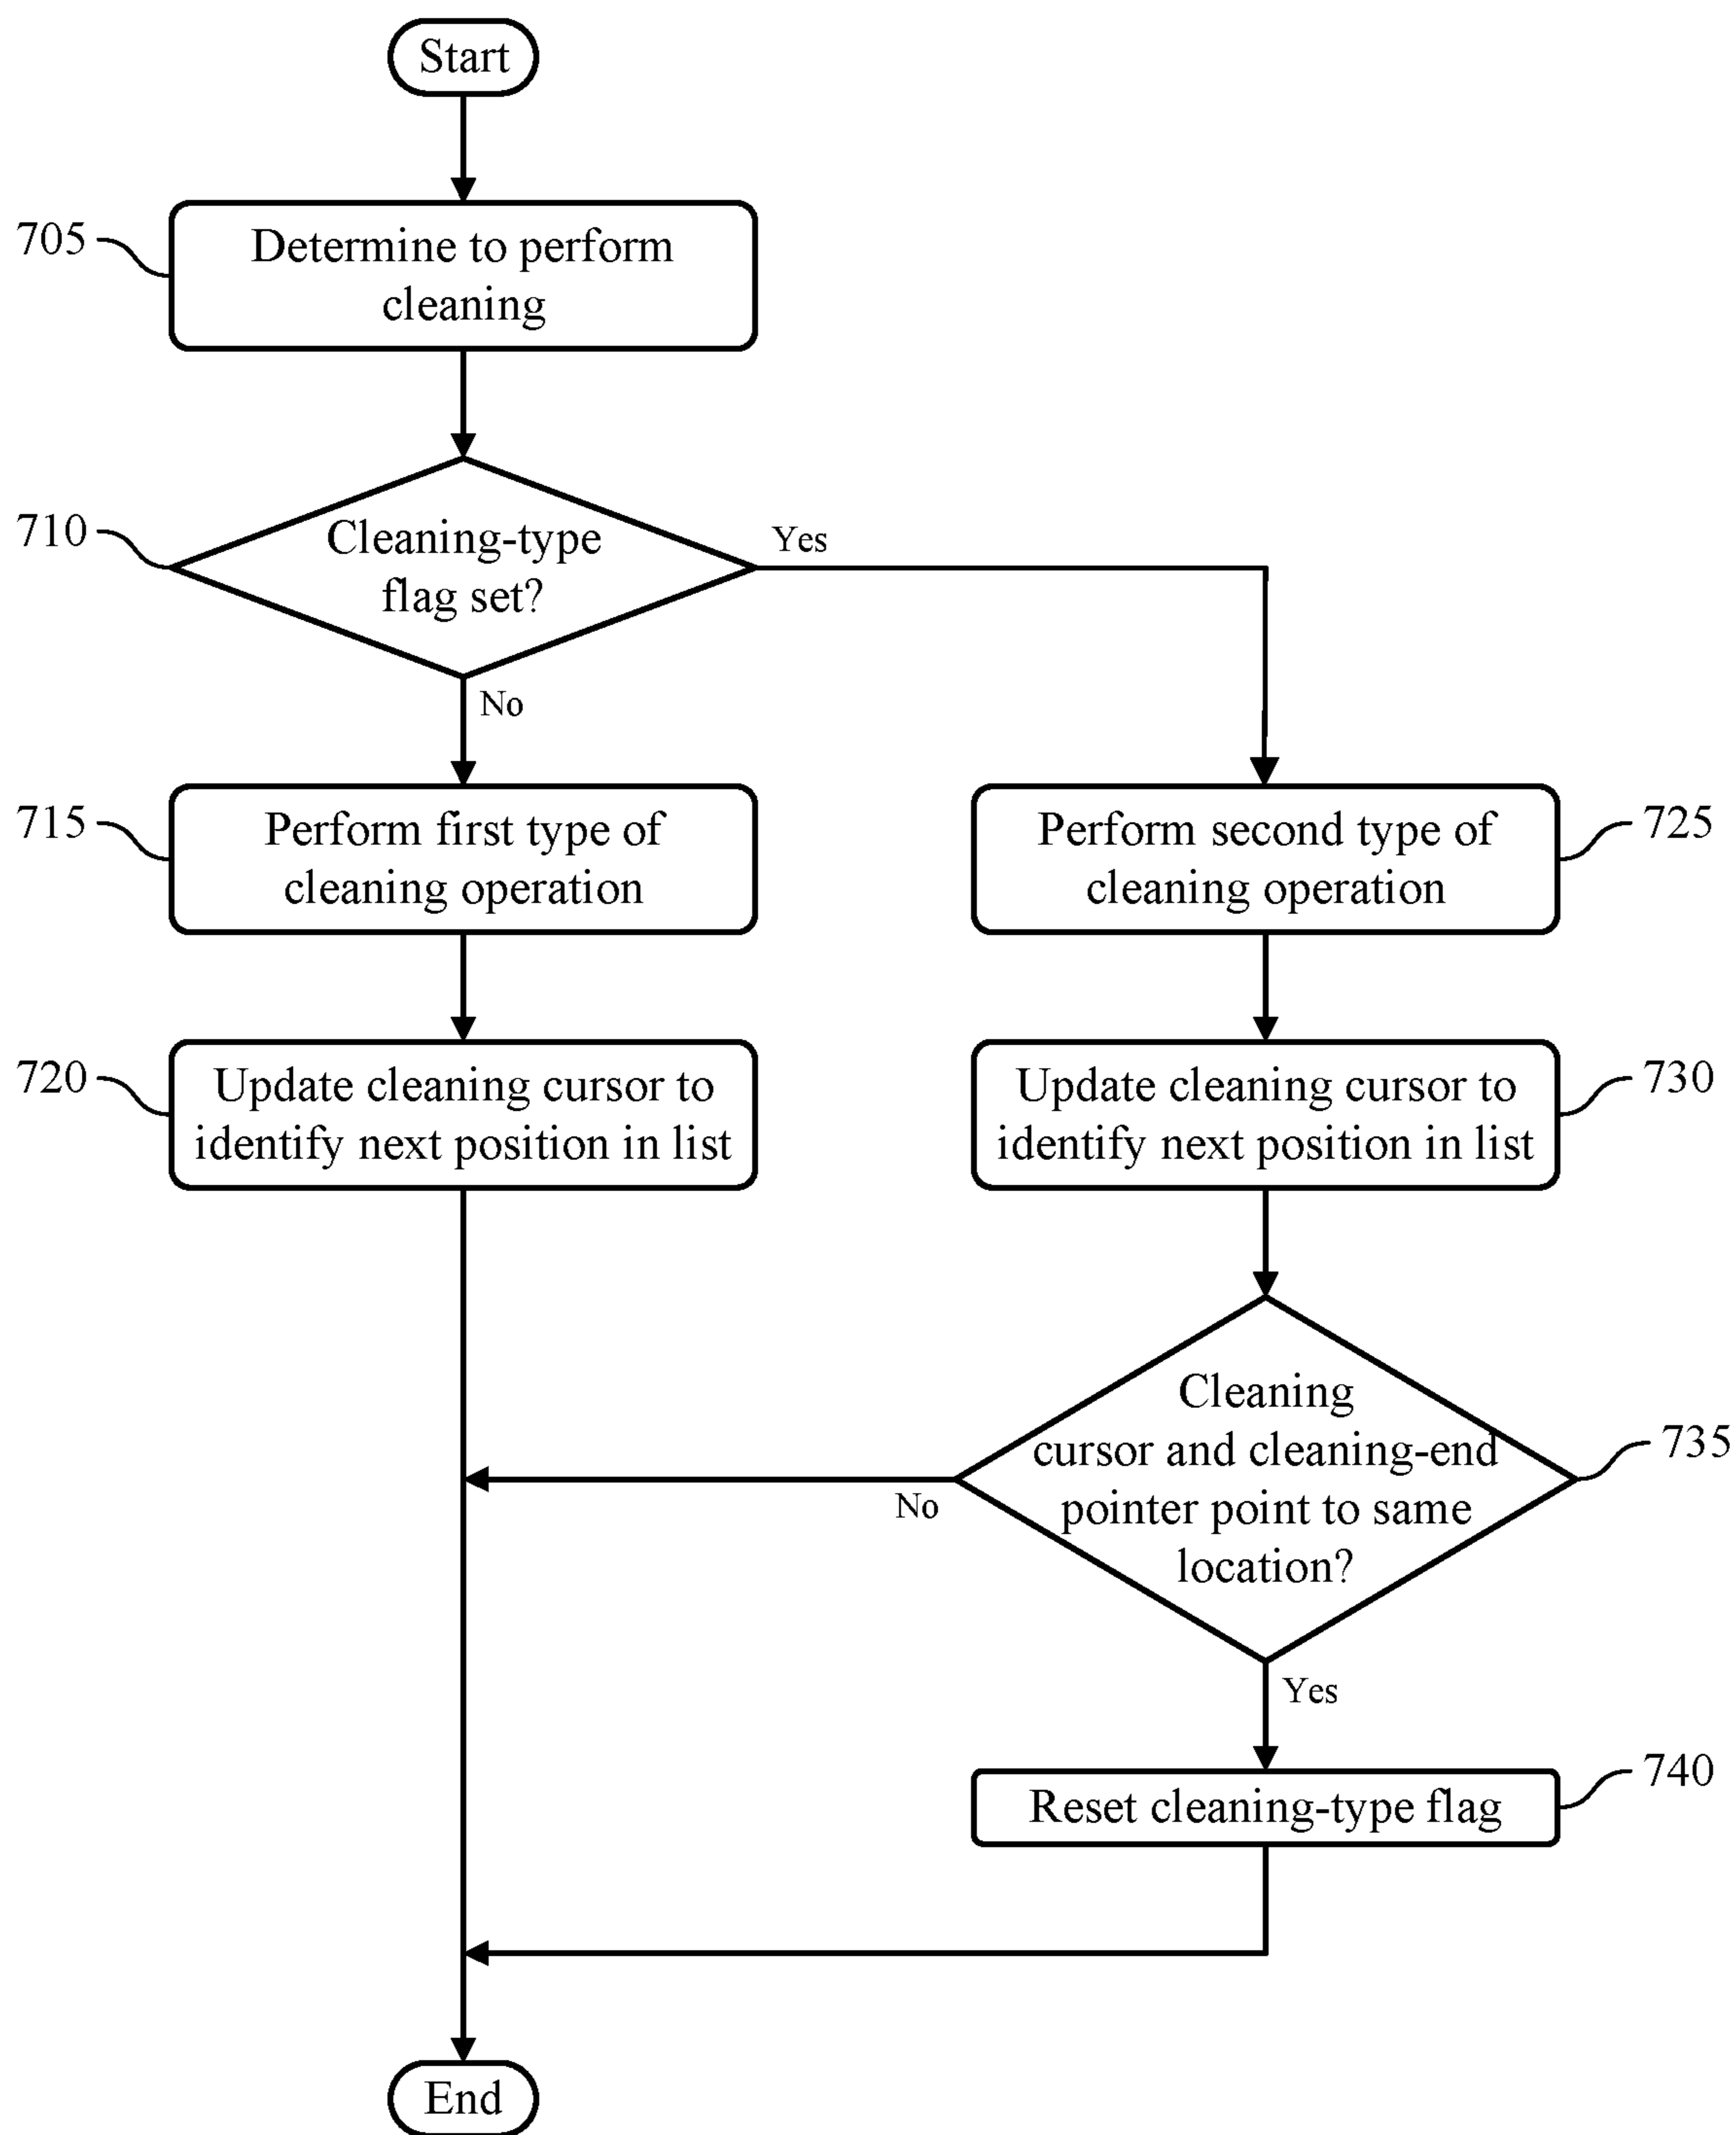 Start
705
Determine to perform
cleaning
710
Cleaning-type
flag set?
Yes
No
715
Perform first type of
cleaning operation
Perform second type of
cleaning operation
725
720
Update cleaning cursor to
identify next position in list
Update cleaning cursor to
identify next position in list
730
Cleaning
cursor and cleaning-end
pointer point to same
location?
735
No
Yes
740
Reset cleaning-type flag
End